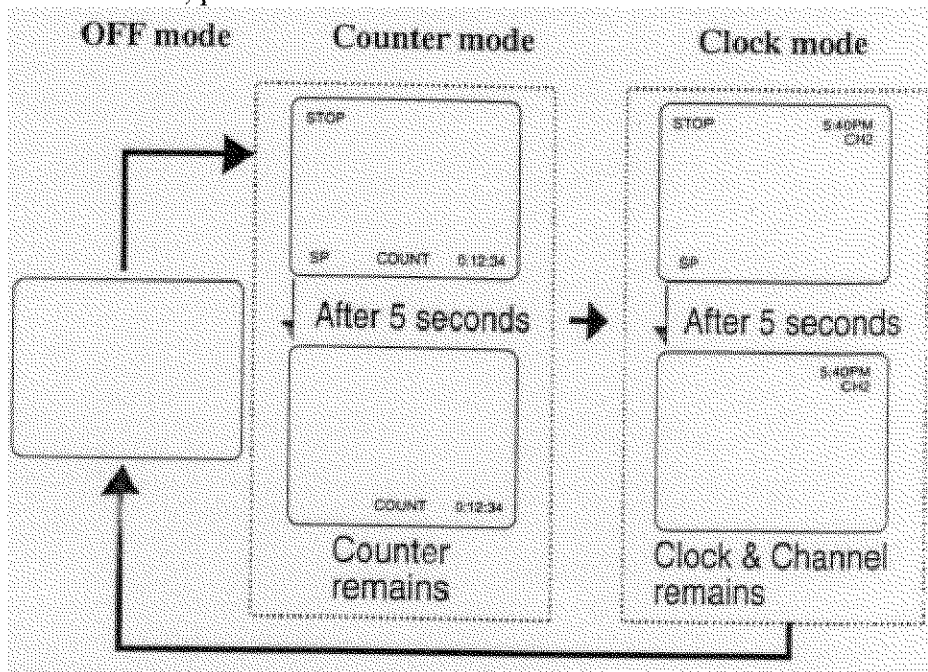 OFF mode Counter mode Clock mode
STOP
SP COUNT 0:12:34
After 5 seconds
COUNT 0:12:34
Counter
remains
STOP 5:40PM
CH2
SP
After 5 seconds
5:40PM
CH2
Clock & Channel
remains